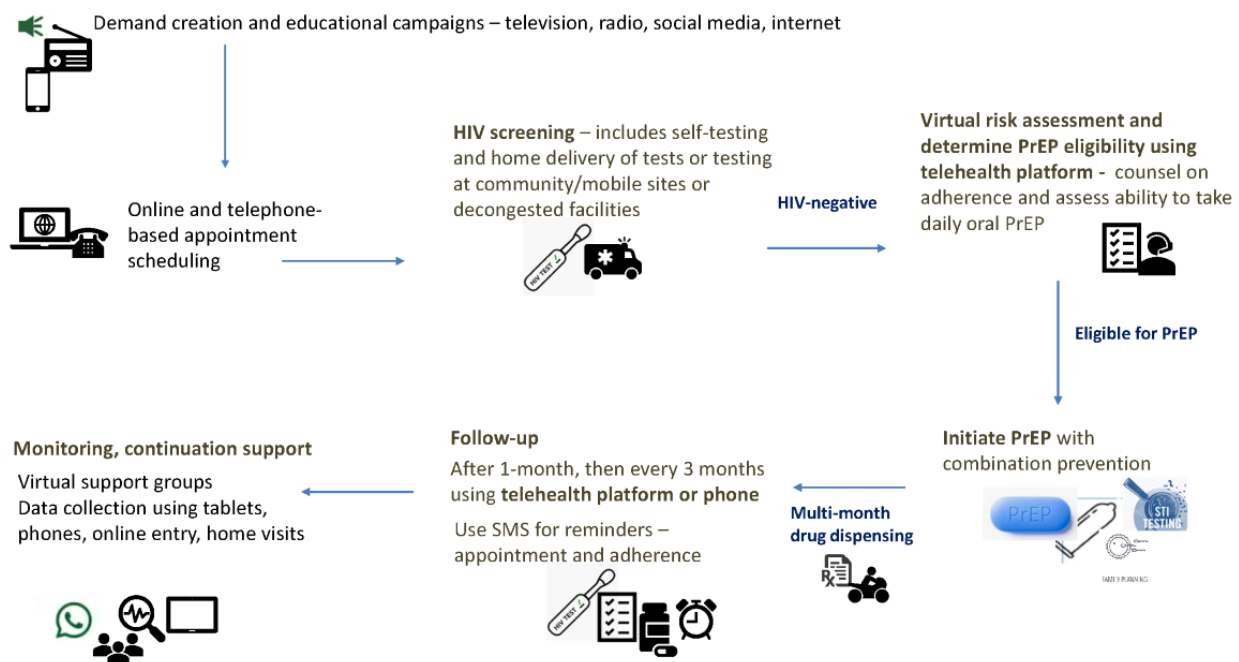 Demand creation and educational campaigns – television, radio, social media, internet
Online and telephone-
based appointment
scheduling
HIV screening – includes self-testing
and home delivery of tests or testing
at community/mobile sites or
decongested facilities
HIV TEST
HIV-negative
Virtual risk assessment and
determine PrEP eligibility using
telehealth platform - counsel on
adherence and assess ability to take
daily oral PrEP
Eligible for PrEP
Initiate PrEP with
combination prevention
PrEP
STI
TESTING
FAMILY PLANNING
Multi-month
drug dispensing
Rx
Follow-up
After 1-month, then every 3 months
using telehealth platform or phone
Use SMS for reminders –
appointment and adherence
HIV TEST
Monitoring, continuation support
Virtual support groups
Data collection using tablets,
phones, online entry, home visits